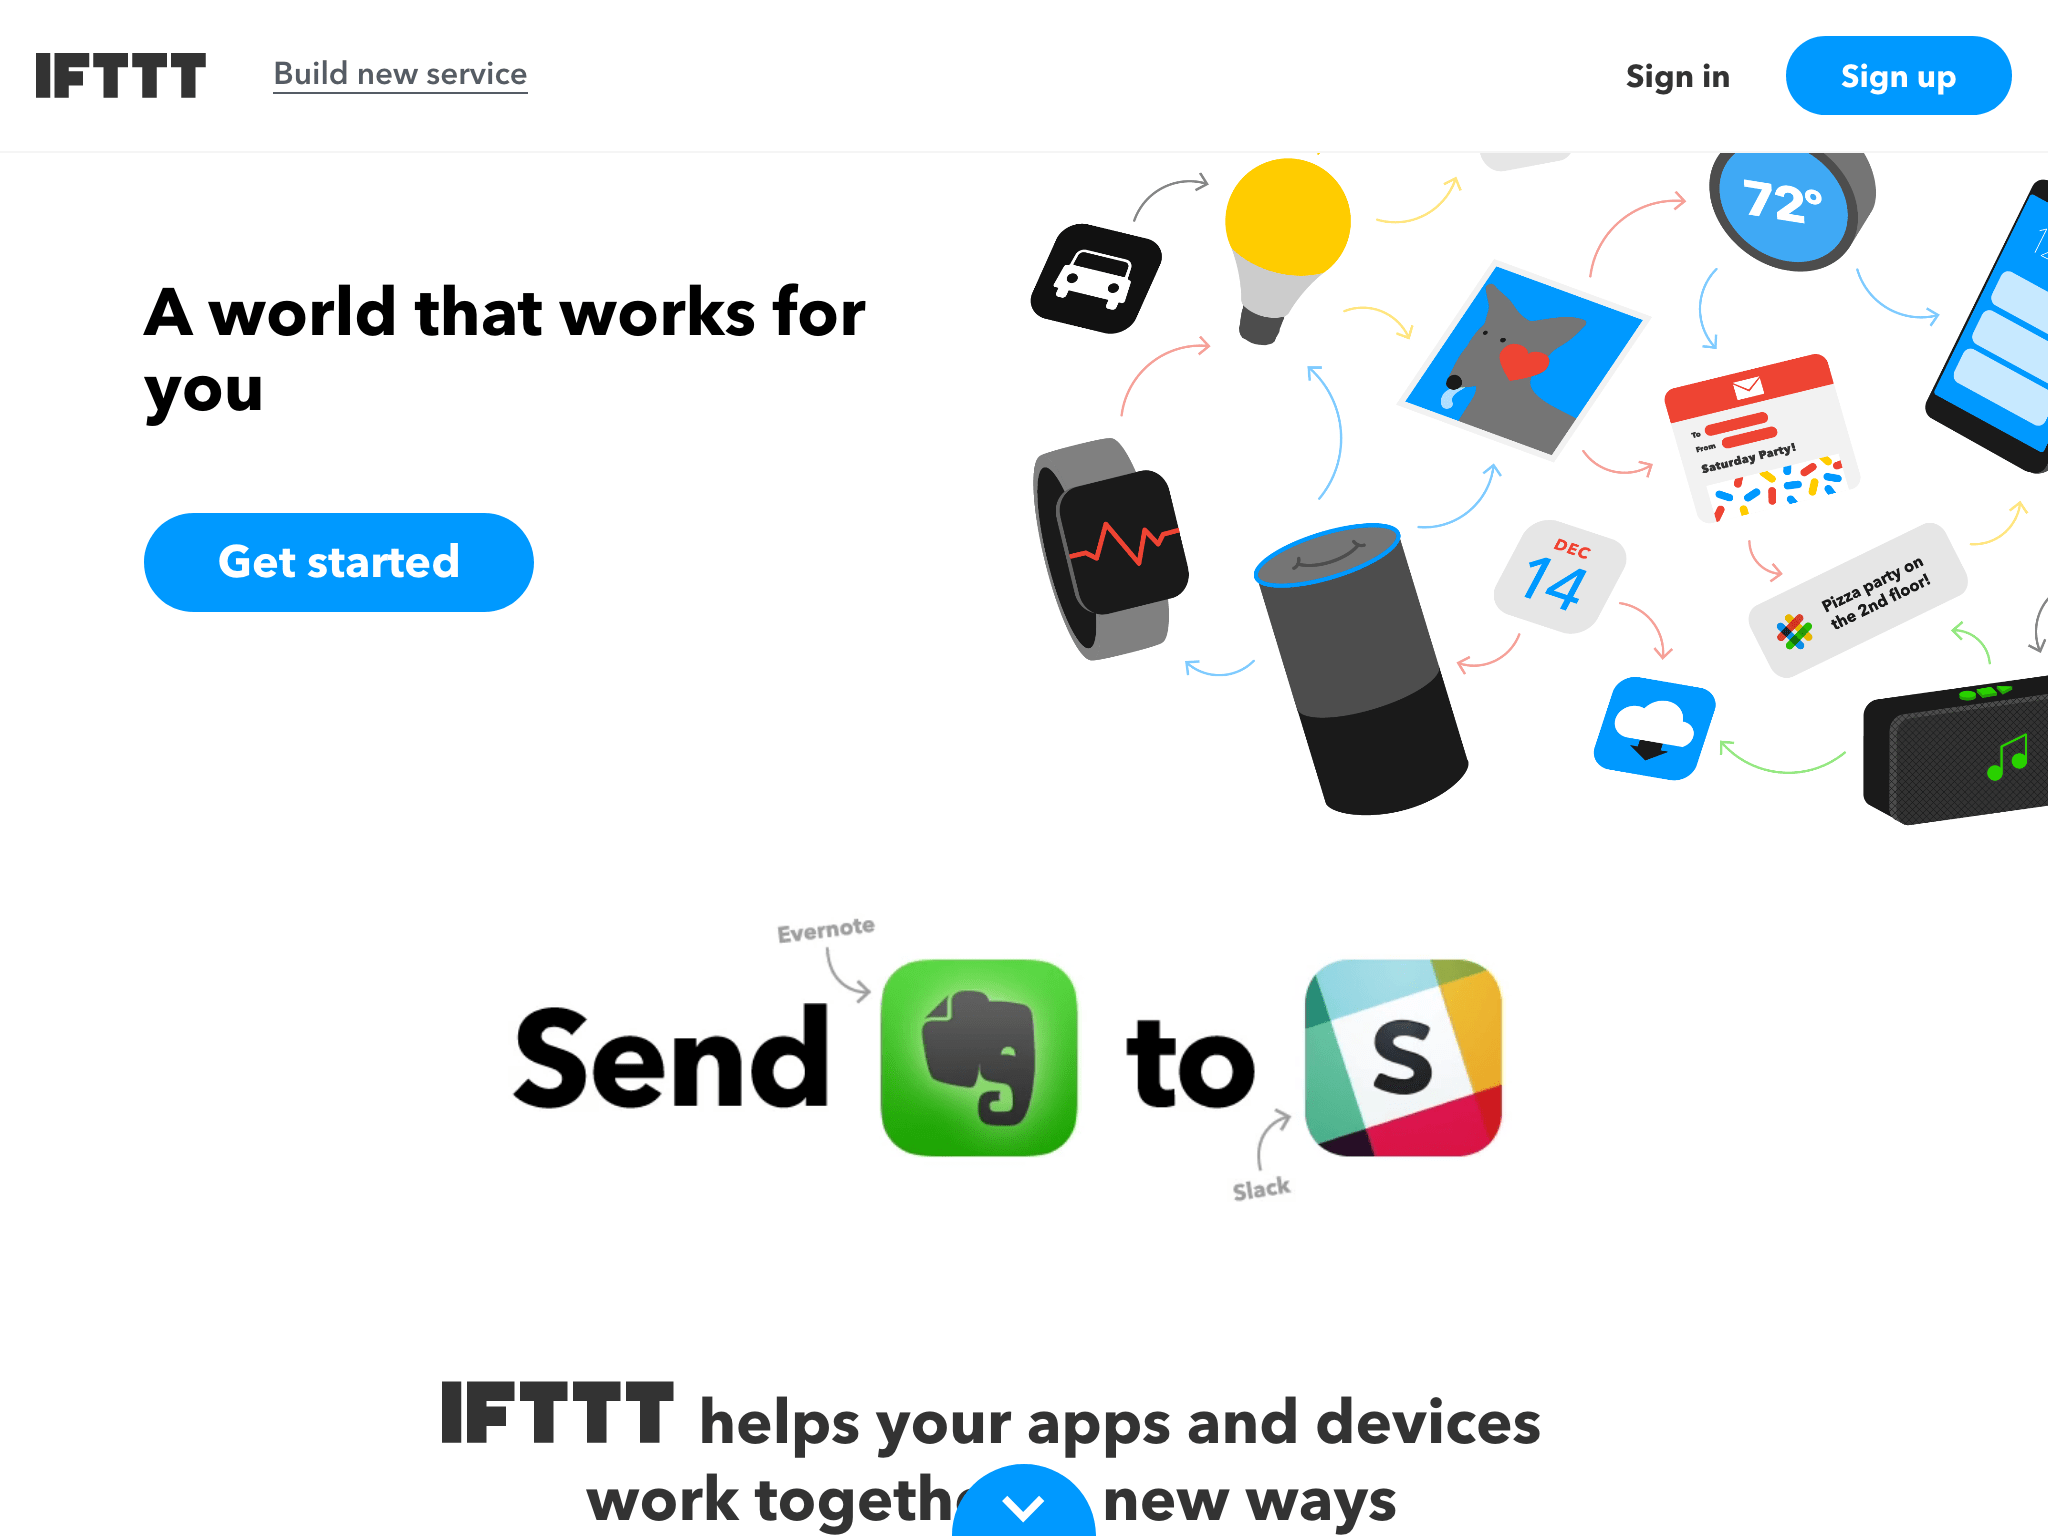 IFTTT
Build new service
Sign in
Sign up
72°
A world that works for
you
Get started
To
From
Saturday Party!
DEC
14
Pizza party on
the 2nd floor!
Evernote
Send
to
S
Slack
IFTTT helps your apps and devices
work new ways